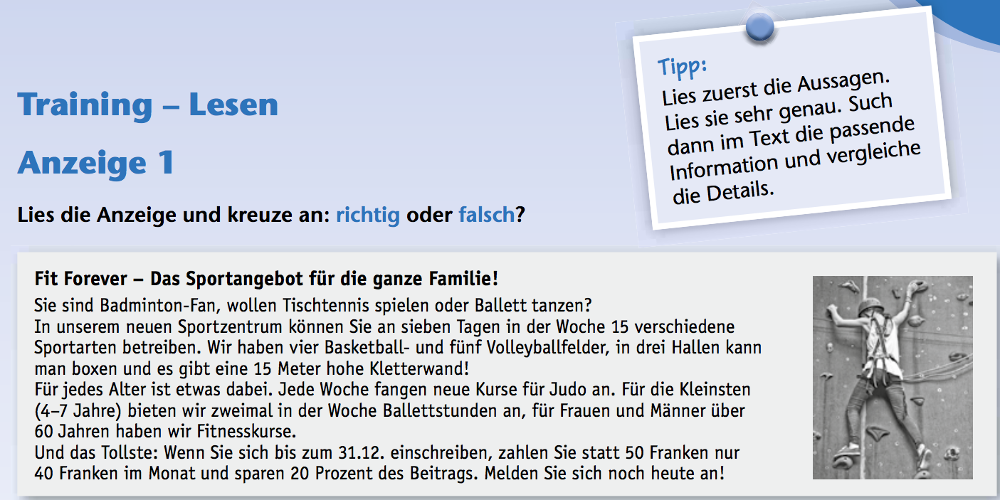 Tipp:
Lies zuerst die Aussagen.
Lies sie sehr genau. Such
dann im Text die passende
Information und vergleiche
die Details.
Training – Lesen
Anzeige 1
Lies die Anzeige und kreuze an: richtig oder falsch?
Fit Forever – Das Sportangebot für die ganze Familie!
Sie sind Badminton-Fan, wollen Tischtennis spielen oder Ballett tanzen?
In unserem neuen Sportzentrum können Sie an sieben Tagen in der Woche 15 verschiedene
Sportarten betreiben. Wir haben vier Basketball- und fünf Volleyballfelder, in drei Hallen kann
man boxen und es gibt eine 15 Meter hohe Kletterwand!
Für jedes Alter ist etwas dabei. Jede Woche fangen neue Kurse für Judo an. Für die Kleinsten
(4–7 Jahre) bieten wir zweimal in der Woche Ballettstunden an, für Frauen und Männer über
60 Jahren haben wir Fitnesskurse.
Und das Tollste: Wenn Sie sich bis zum 31.12. einschreiben, zahlen Sie statt 50 Franken nur
40 Franken im Monat und sparen 20 Prozent des Beitrags. Melden Sie sich noch heute an!